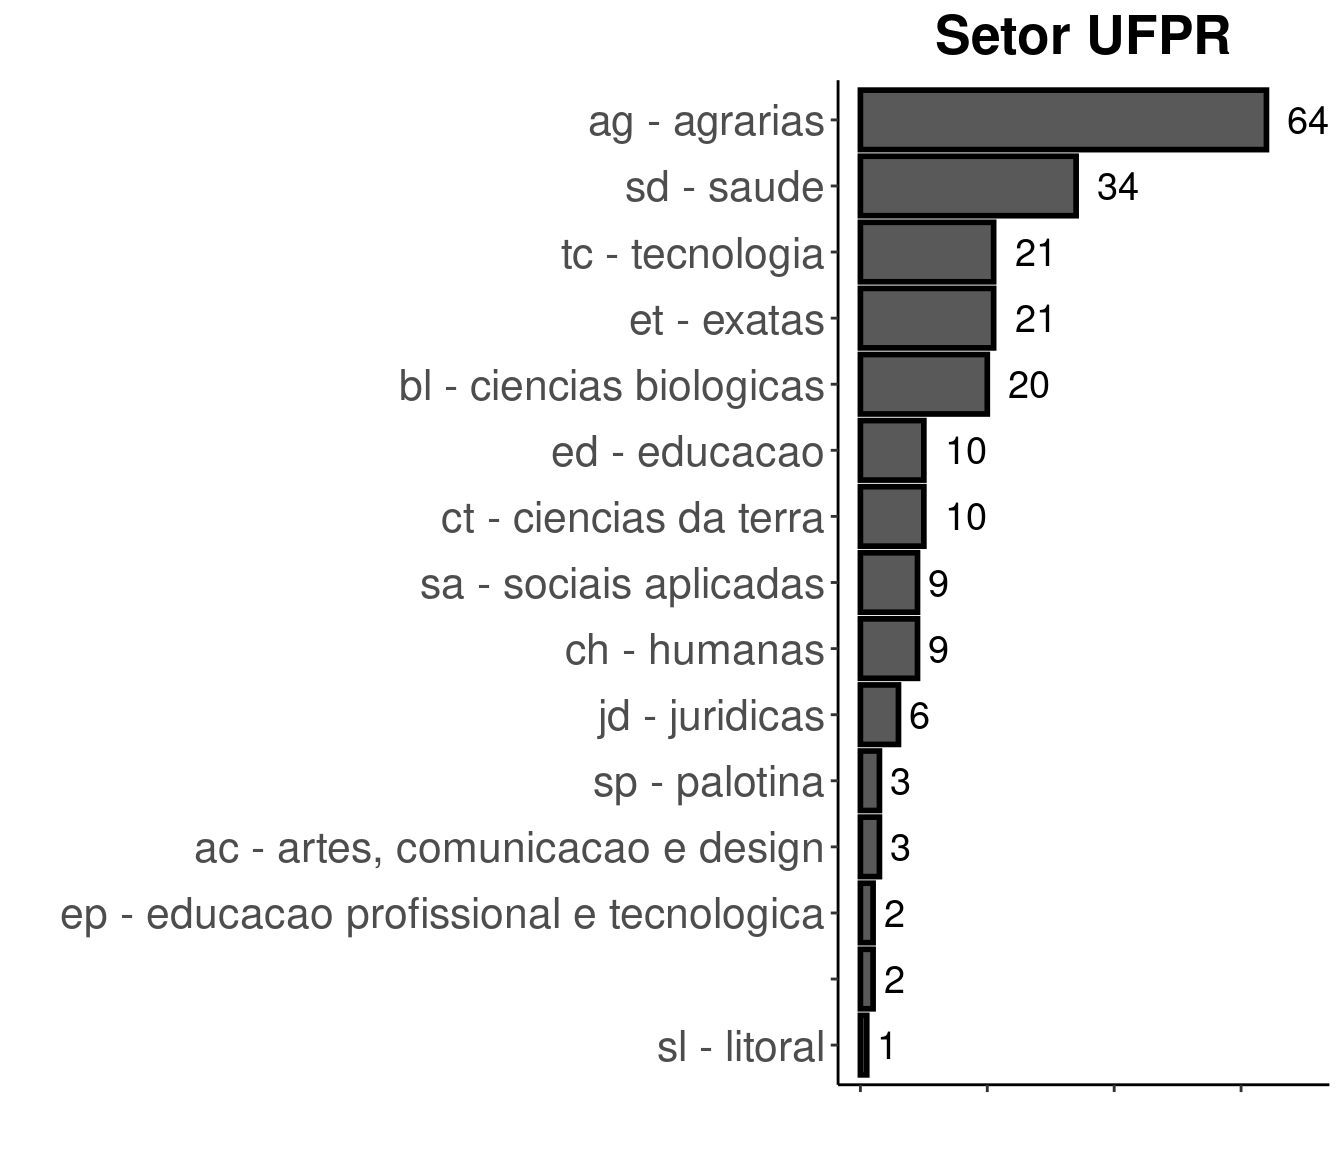 Setor UFPR
ag - agrarias 64
sd - saude 34
tc - tecnologia 21
et - exatas 21
bl - ciencias biologicas 20
ed - educacao 10
ct - ciencias da terra 10
sa - sociais aplicadas 9
ch - humanas 9
jd - juridicas 6
sp - palotina 3
ac - artes, comunicacao e design 3
ep - educacao profissional e tecnologica 2
2
sl - litoral 1